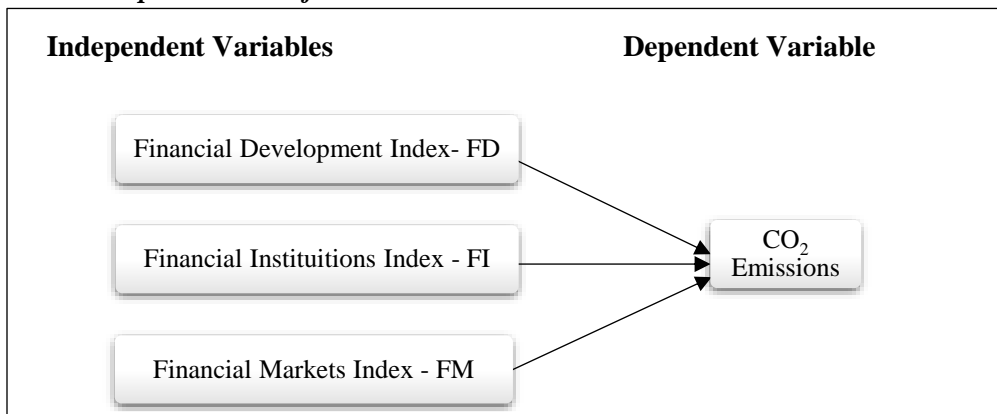 Independent Variables
Dependent Variable
Financial Development Index- FD
Financial Instituitions Index - FI
Financial Markets Index - FM
CO₂
Emissions